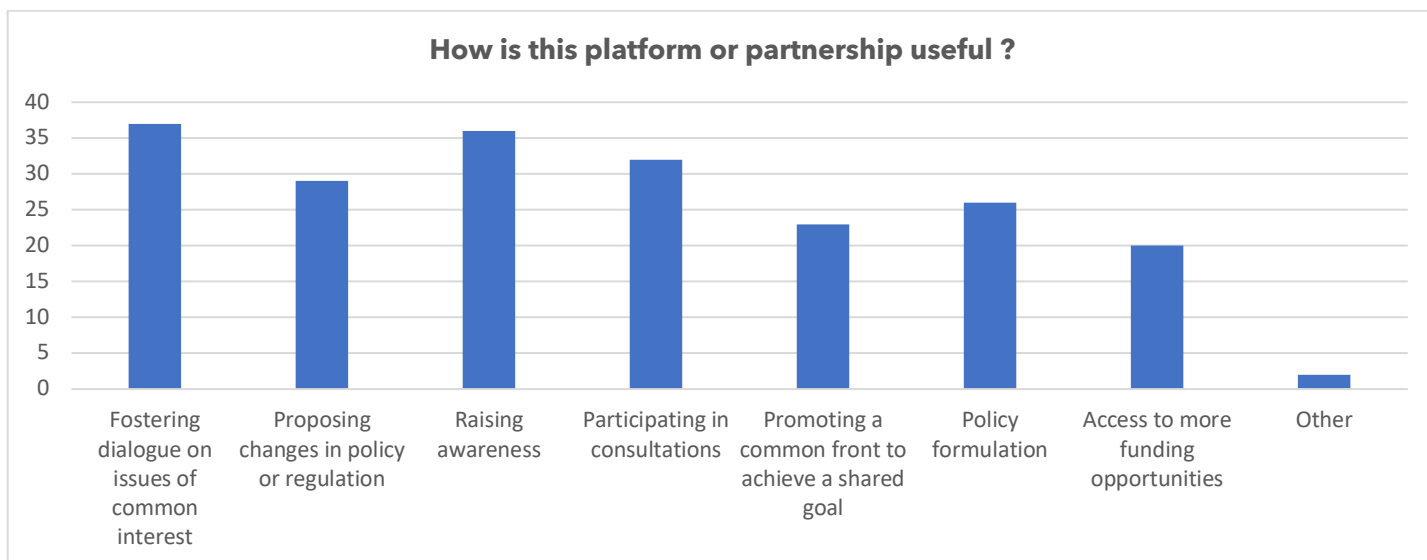 How is this platform or partnership useful ?
40
35
30
25
20
15
10
5
0
Fostering
dialogue on
issues of
common
interest
Proposing
changes in policy
or regulation
Raising
awareness
Participating in
consultations
Promoting a
common front to
achieve a shared
goal
Policy
formulation
Access to more
funding
opportunities
Other